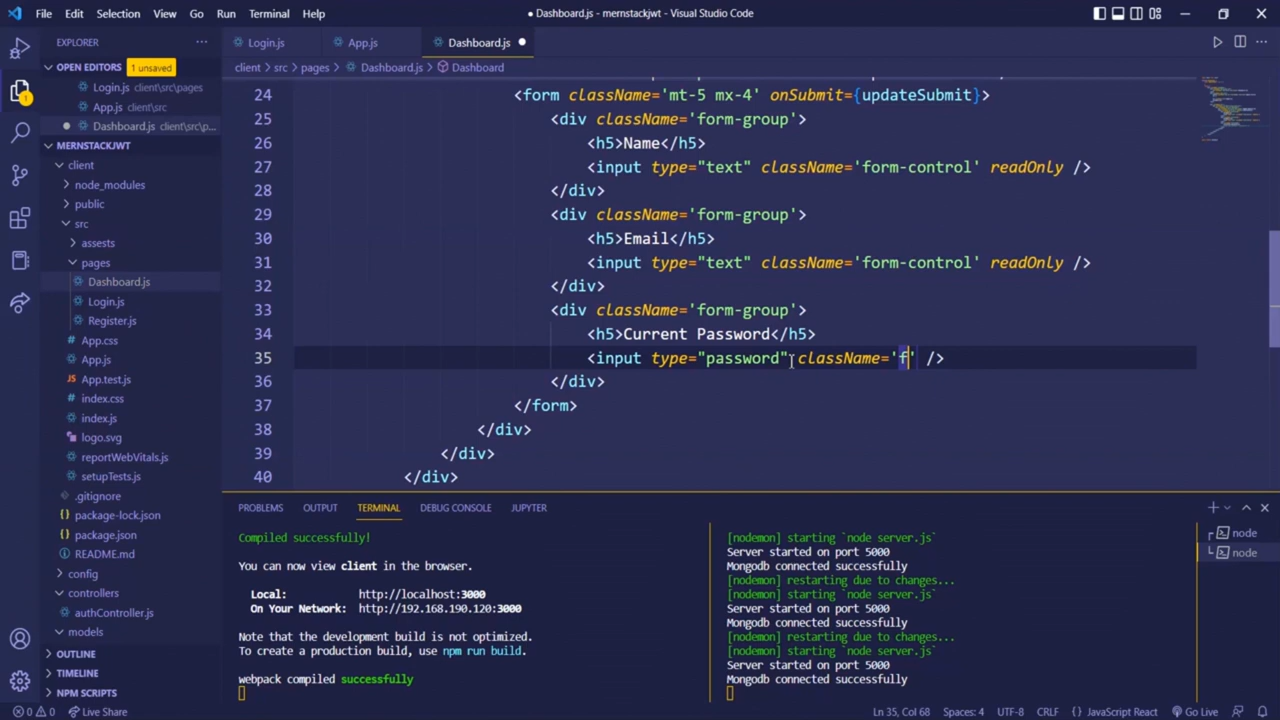 File Edit Selection View Go Run Terminal Help
● Dashboard.js - mernstackjwt - Visual Studio Code
EXPLORER
OPEN EDITORS 1 unsaved
Login.js client\src\pages
App.js client\src
Dashboard.js client\src\p...
MERNSTACKJWT
client
node_modules
public
src
assests
pages
Dashboard.js
Login.js
Register.js
App.css
App.js
App.test.js
index.css
index.js
logo.svg
reportWebVitals.js
setupTests.js
.gitignore
package-lock.json
package.json
README.md
config
controllers
authController.js
models
OUTLINE
TIMELINE
NPM SCRIPTS
Login.js App.js Dashboard.js
client > src > pages > Dashboard.js > Dashboard
24 <form className='mt-5 mx-4' onSubmit={updateSubmit}>
25 <div className='form-group'>
26 <h5>Name</h5>
27 <input type="text" className='form-control' readOnly />
28 </div>
29 <div className='form-group'>
30 <h5>Email</h5>
31 <input type="text" className='form-control' readOnly />
32 </div>
33 <div className='form-group'>
34 <h5>Current Password</h5>
35 <input type="password" className='f' />
36 </div>
37 </form>
38 </div>
39 </div>
40 </div>
PROBLEMS OUTPUT TERMINAL DEBUG CONSOLE JUPYTER
Compiled successfully!
You can now view client in the browser.
Local: http://localhost:3000
On Your Network: http://192.168.190.120:3000
Note that the development build is not optimized.
To create a production build, use npm run build.
webpack compiled successfully
[nodemon] starting `node server.js`
Server started on port 5000
Mongodb connected successfully
[nodemon] restarting due to changes...
[nodemon] starting `node server.js`
Server started on port 5000
Mongodb connected successfully
[nodemon] restarting due to changes...
[nodemon] starting `node server.js`
Server started on port 5000
Mongodb connected successfully
node
node
0 0 Live Share
Ln 35, Col 68 Spaces: 4 UTF-8 CRLF {} JavaScript React Go Live